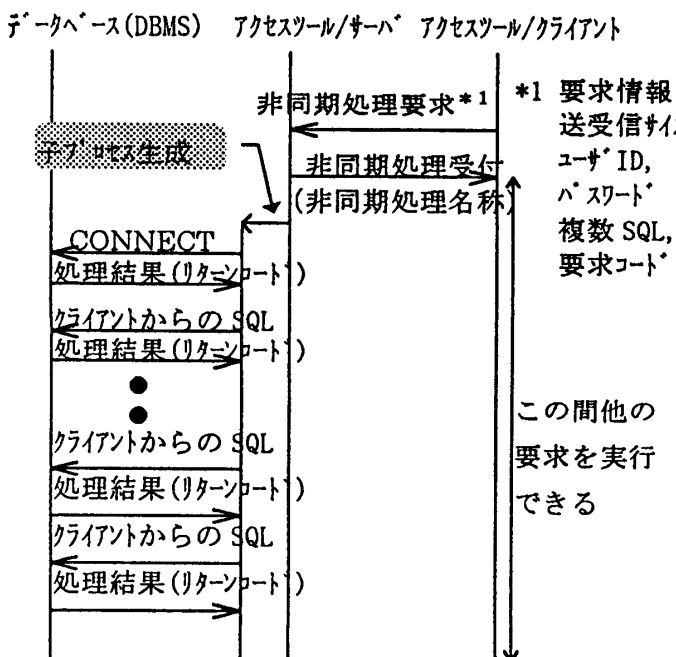 ﾃﾞｰﾀﾍﾞｰｽ(DBMS) ｱｸｾｽﾂｰﾙ/ｻｰﾊﾞ ｱｸｾｽﾂｰﾙ/ｸﾗｲｱﾝﾄ
非同期処理要求*1
*1 要求情報
送受信ｻｲｽﾞ
ﾕｰｻﾞID,
ﾊﾟｽﾜｰﾄﾞ
複数SQL,
要求ｺｰﾄﾞ
子ﾌﾟﾛｾｽ生成
非同期処理受付
(非同期処理名称)
CONNECT
処理結果(ﾘﾀｰﾝｺｰﾄﾞ)
ｸﾗｲｱﾝﾄからのSQL
処理結果(ﾘﾀｰﾝｺｰﾄﾞ)
ｸﾗｲｱﾝﾄからのSQL
処理結果(ﾘﾀｰﾝｺｰﾄﾞ)
ｸﾗｲｱﾝﾄからのSQL
処理結果(ﾘﾀｰﾝｺｰﾄﾞ)
この間他の
要求を実行
できる